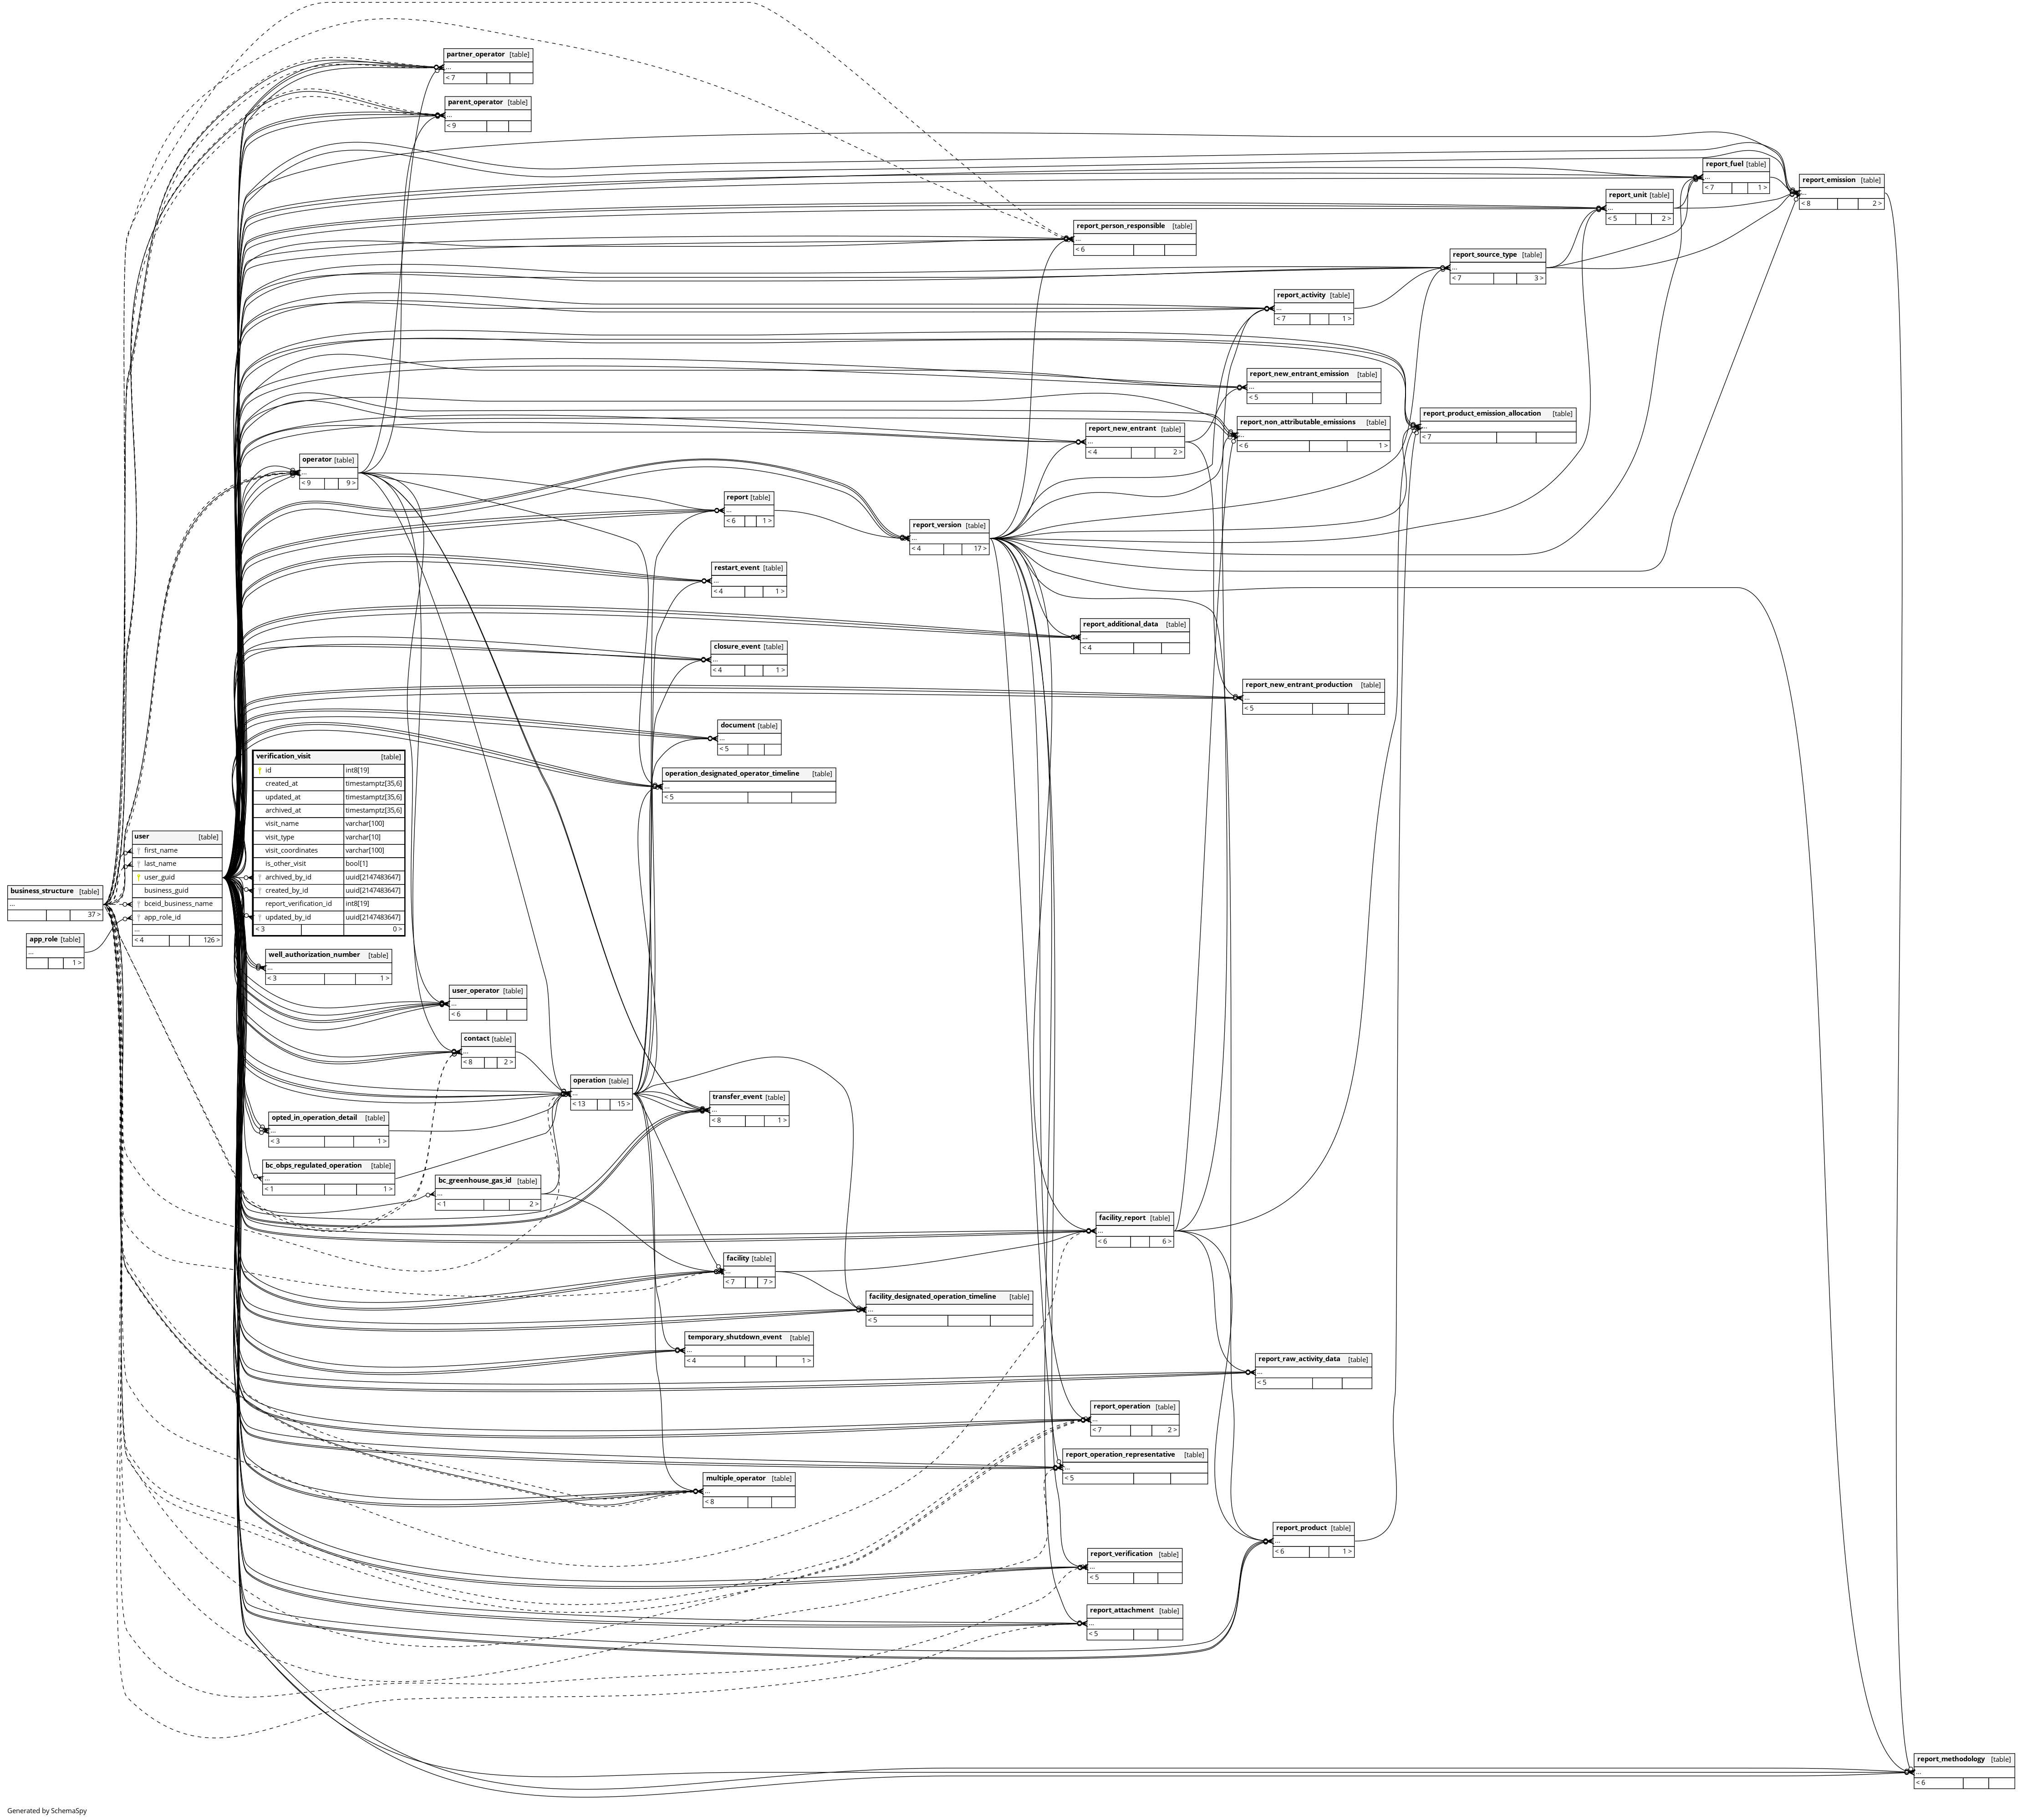 partner_operator [table]
...
< 7
parent_operator [table]
...
< 9
report_fuel [table]
...
< 7 1 >
report_emission [table]
...
< 8 2 >
report_unit [table]
...
< 5 2 >
report_person_responsible [table]
...
< 6
report_source_type [table]
...
< 7 3 >
report_activity [table]
...
< 7 1 >
report_new_entrant_emission [table]
...
< 5
report_product_emission_allocation [table]
...
< 7
report_non_attributable_emissions [table]
...
< 6 1 >
report_new_entrant [table]
...
< 4 2 >
operator [table]
...
< 9 9 >
report [table]
...
< 6 1 >
report_version [table]
...
< 4 17 >
restart_event [table]
...
< 4 1 >
report_additional_data [table]
...
< 4
closure_event [table]
...
< 4 1 >
report_new_entrant_production [table]
...
< 5
document [table]
...
< 5
operation_designated_operator_timeline [table]
...
< 5
verification_visit [table]
id int8[19]
created_at timestamptz[35,6]
updated_at timestamptz[35,6]
archived_at timestamptz[35,6]
visit_name varchar[100]
visit_type varchar[10]
visit_coordinates varchar[100]
is_other_visit bool[1]
archived_by_id uuid[2147483647]
created_by_id uuid[2147483647]
report_verification_id int8[19]
updated_by_id uuid[2147483647]
< 3 0 >
user [table]
first_name
last_name
user_guid
business_guid
bceid_business_name
app_role_id
...
< 4 126 >
business_structure [table]
...
37 >
app_role [table]
...
1 >
well_authorization_number [table]
...
< 3 1 >
user_operator [table]
...
< 6
contact [table]
...
< 8 2 >
operation [table]
...
< 13 15 >
transfer_event [table]
...
< 8 1 >
opted_in_operation_detail [table]
...
< 3 1 >
bc_obps_regulated_operation [table]
...
< 1 1 >
bc_greenhouse_gas_id [table]
...
< 1 2 >
facility_report [table]
...
< 6 6 >
facility [table]
...
< 7 7 >
facility_designated_operation_timeline [table]
...
< 5
temporary_shutdown_event [table]
...
< 4 1 >
report_raw_activity_data [table]
...
< 5
report_operation [table]
...
< 7 2 >
report_operation_representative [table]
...
< 5
multiple_operator [table]
...
< 8
report_product [table]
...
< 6 1 >
report_verification [table]
...
< 5
report_attachment [table]
...
< 5
report_methodology [table]
...
< 6
Generated by SchemaSpy